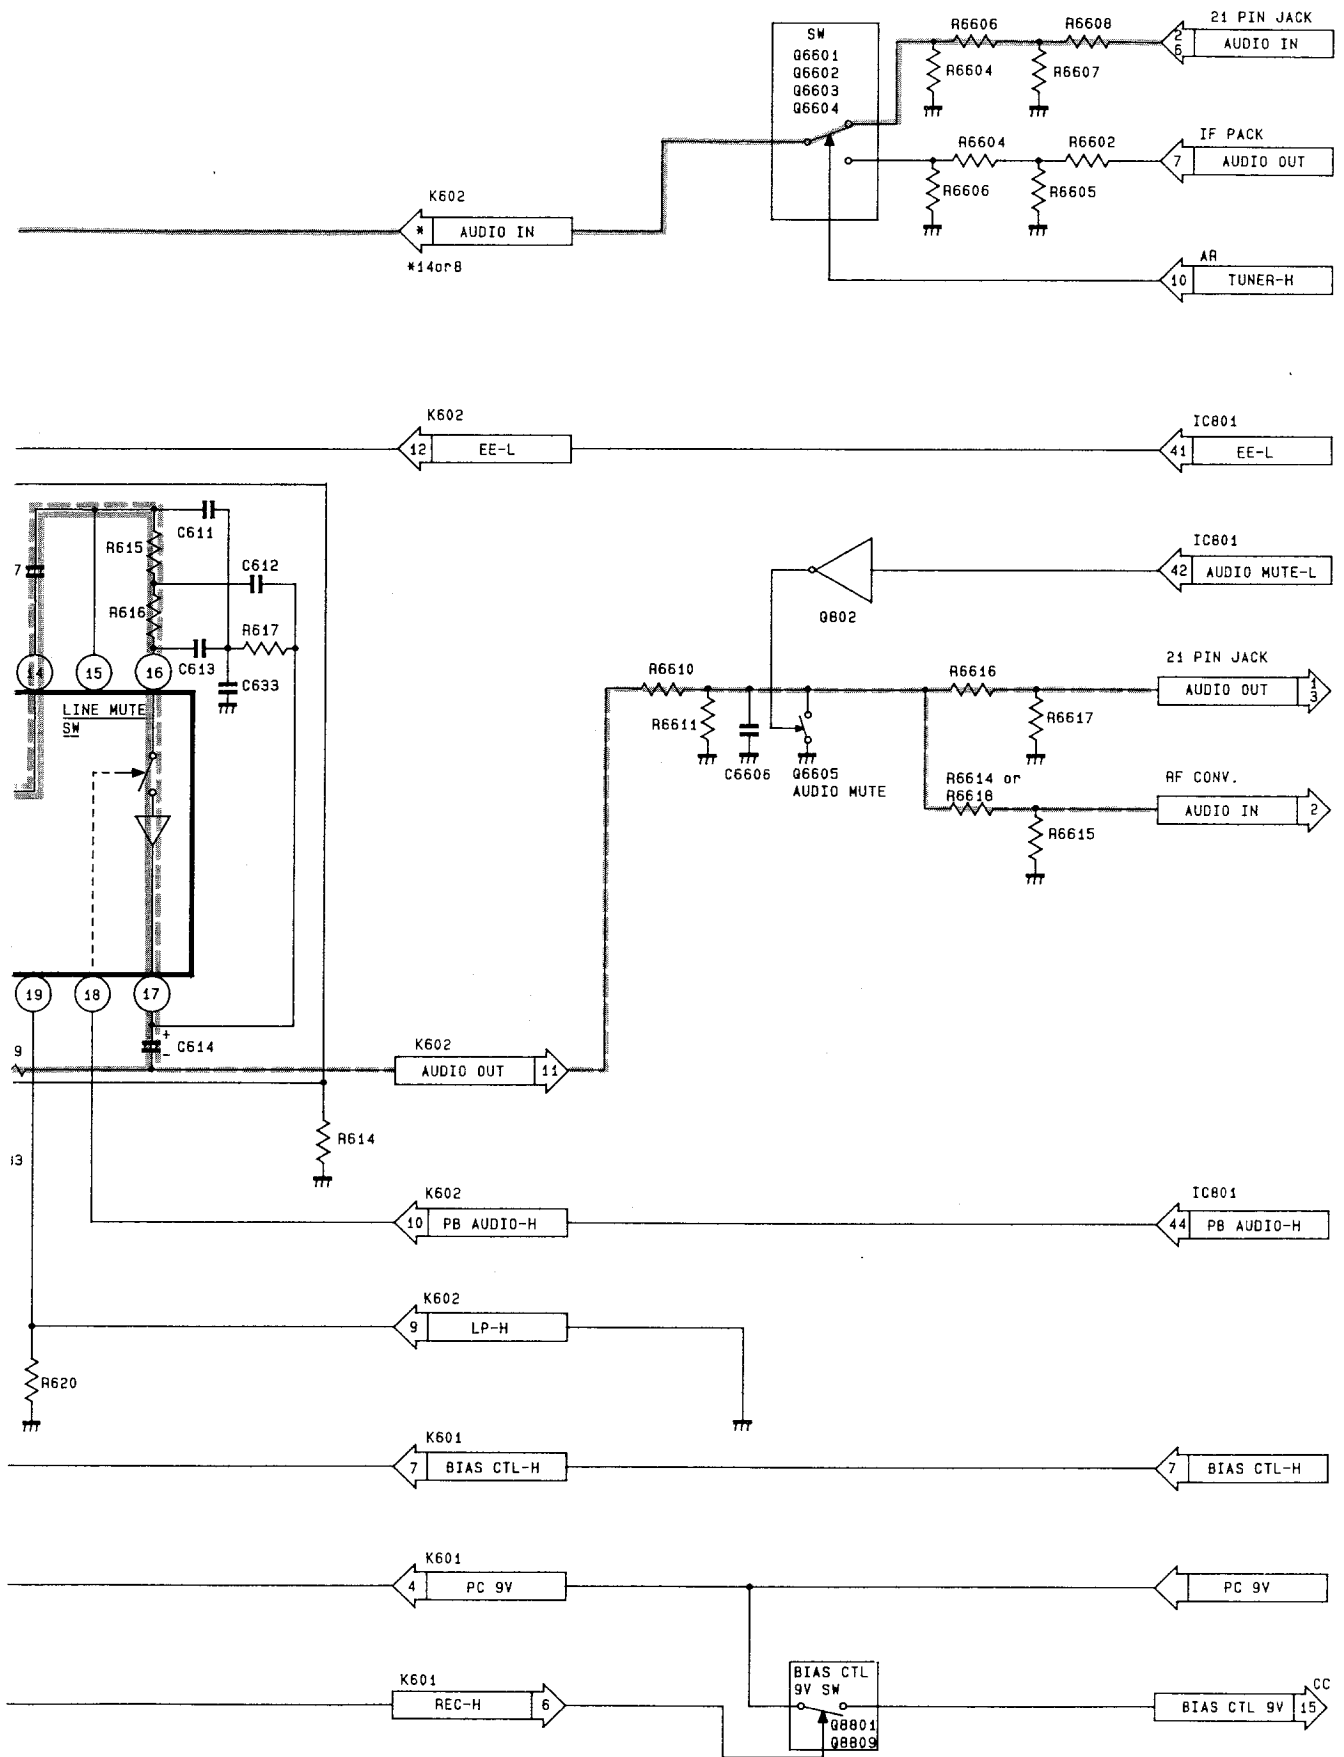 21 PIN JACK
R6606
R6608
SW
Q6601
Q6602
Q6603
Q6604
2
6
AUDIO IN
R6604
R6607
IF PACK
R6604
R6602
7
AUDIO OUT
R6606
R6605
K602
*
AUDIO IN
*14or8
AR
10
TUNER-H
K602
12
EE-L
IC801
41
EE-L
C611
R615
7
C612
R616
R617
C613
C633
14
15
16
IC801
42
AUDIO MUTE-L
Q802
21 PIN JACK
R6610
R6616
AUDIO OUT
1
3
R6611
R6617
C6606
Q6605
AUDIO MUTE
LINE MUTE
SW
R6614 or
R6618
RF CONV.
AUDIO IN
2
R6615
19
18
17
+
-
C614
9
K602
AUDIO OUT
11
R614
33
K602
10
PB AUDIO-H
IC801
44
PB AUDIO-H
K602
9
LP-H
R620
K601
7
BIAS CTL-H
7
BIAS CTL-H
K601
4
PC 9V
PC 9V
K601
REC-H
6
BIAS CTL
9V SW
Q8801
Q8809
CC
BIAS CTL 9V
15